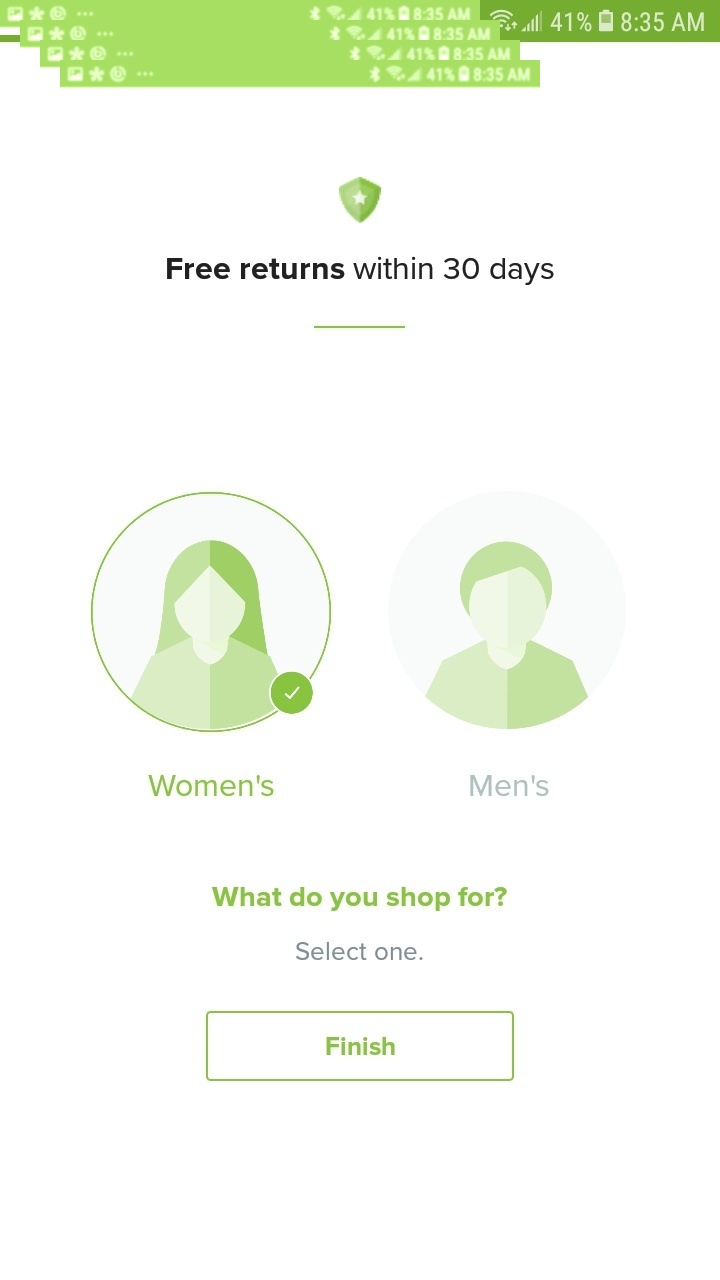 41% 8:35 AM
41% 8:35 AM
41% 8:35 AM
41% 8:35 AM
41% 8:35 AM
Free returns within 30 days
Women's
Men's
What do you shop for?
Select one.
Finish